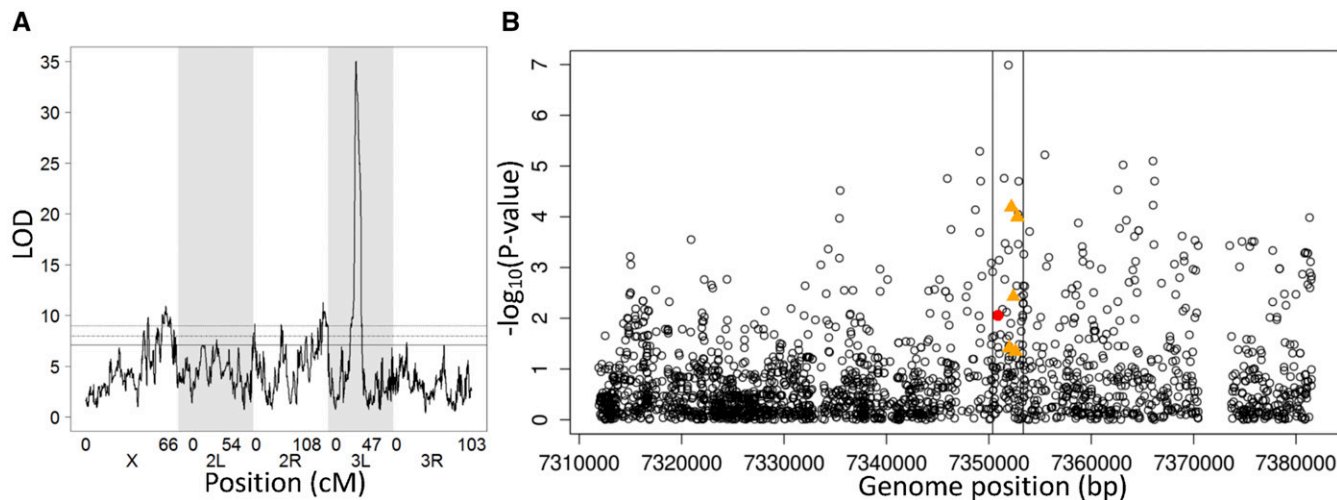 A
LOD
35
30
25
20
15
10
5
0
0 66 0 54 0 108 0 47 0 103
X 2L 2R 3L 3R
Position (cM)
B
-log10(P-value)
7
6
5
4
3
2
1
0
7310000 7320000 7330000 7340000 7350000 7360000 7370000 7380000
Genome position (bp)